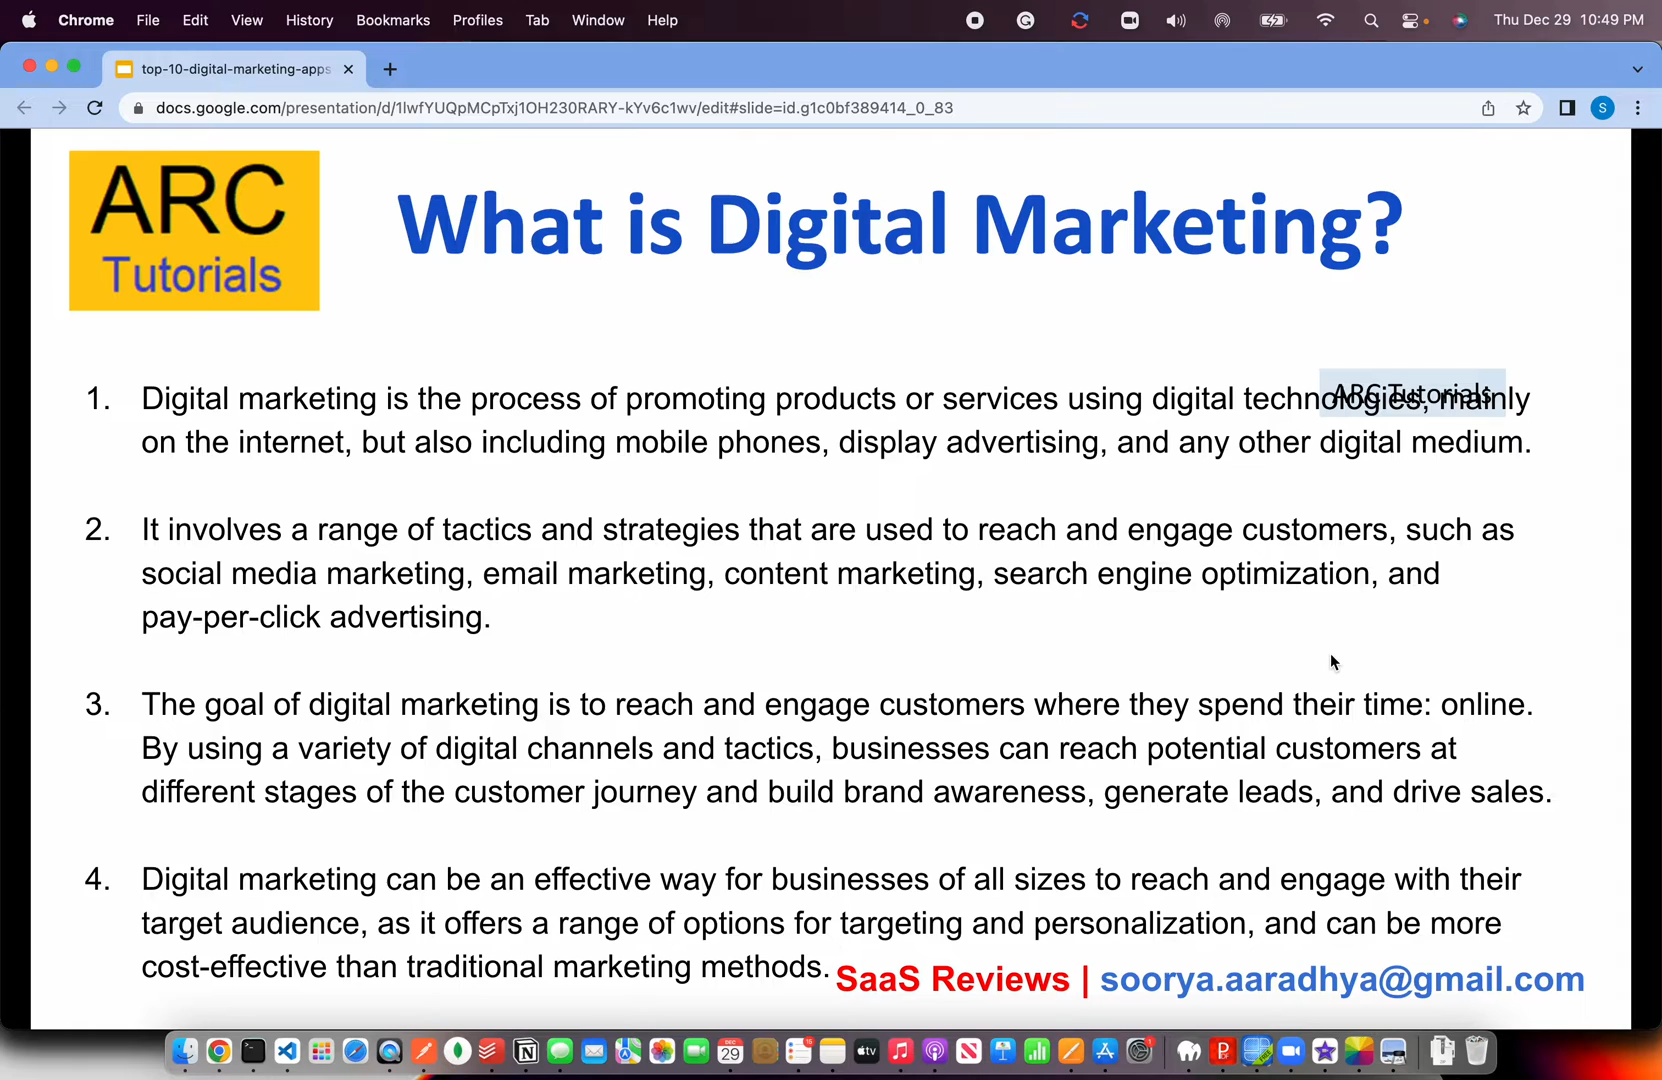 Chrome File Edit View History Bookmarks Profiles Tab Window Help Thu Dec 29 10:49 PM
top-10-digital-marketing-apps
docs.google.com/presentation/d/1lwfYUQpMCpTxj1OH230RARY-kYv6c1wv/edit#slide=id.g1c0bf389414_0_83
S
ARC
Tutorials
What is Digital Marketing?
ARC Tutorials
1. Digital marketing is the process of promoting products or services using digital technologies, mainly
on the internet, but also including mobile phones, display advertising, and any other digital medium.
2. It involves a range of tactics and strategies that are used to reach and engage customers, such as
social media marketing, email marketing, content marketing, search engine optimization, and
pay-per-click advertising.
3. The goal of digital marketing is to reach and engage customers where they spend their time: online.
By using a variety of digital channels and tactics, businesses can reach potential customers at
different stages of the customer journey and build brand awareness, generate leads, and drive sales.
4. Digital marketing can be an effective way for businesses of all sizes to reach and engage with their
target audience, as it offers a range of options for targeting and personalization, and can be more
cost-effective than traditional marketing methods.
SaaS Reviews | soorya.aaradhya@gmail.com
DEC
29
tv